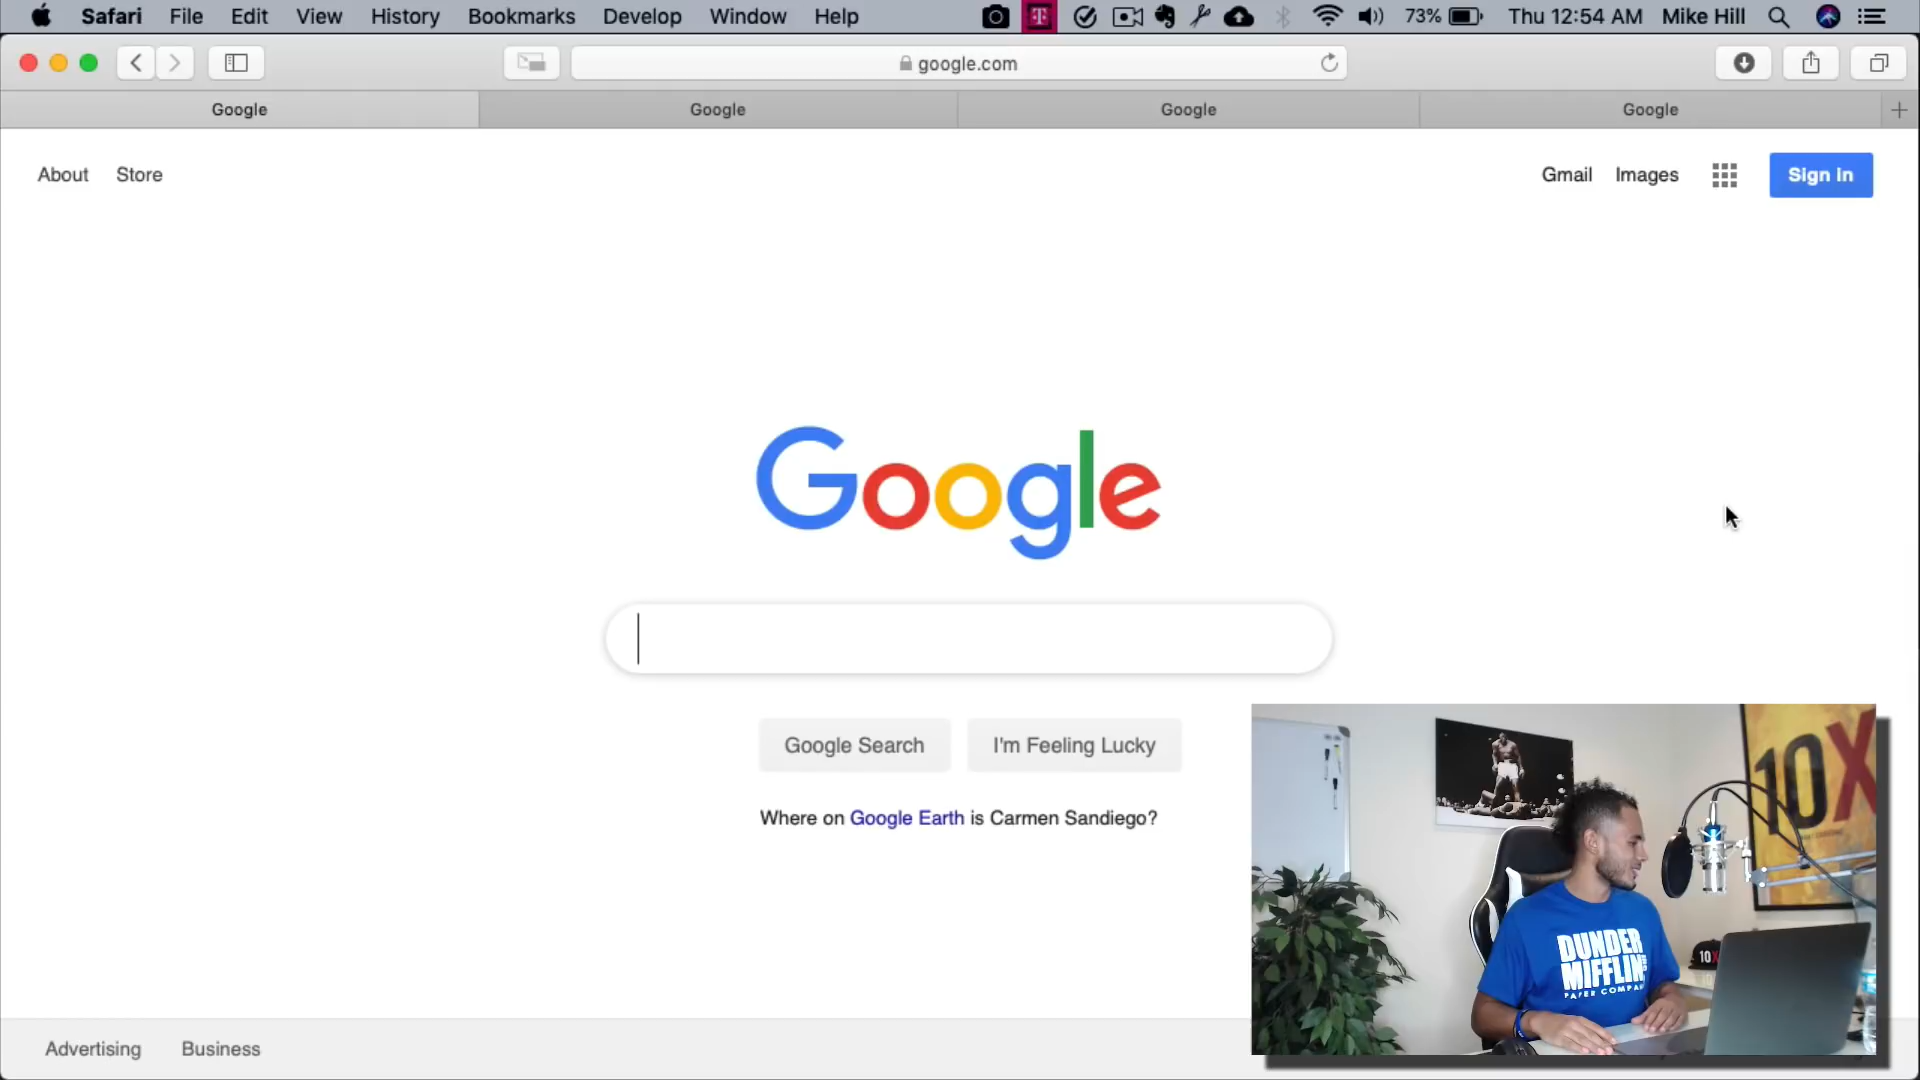 Safari File Edit View History Bookmarks Develop Window Help 73% Thu 12:54 AM Mike Hill
google.com
Google Google Google Google
About Store Gmail Images Sign in
Google
Google Search I'm Feeling Lucky
Where on Google Earth is Carmen Sandiego?
10X
DUNDER
MIFFLIN
PAPER COMPANY
10X
Advertising Business